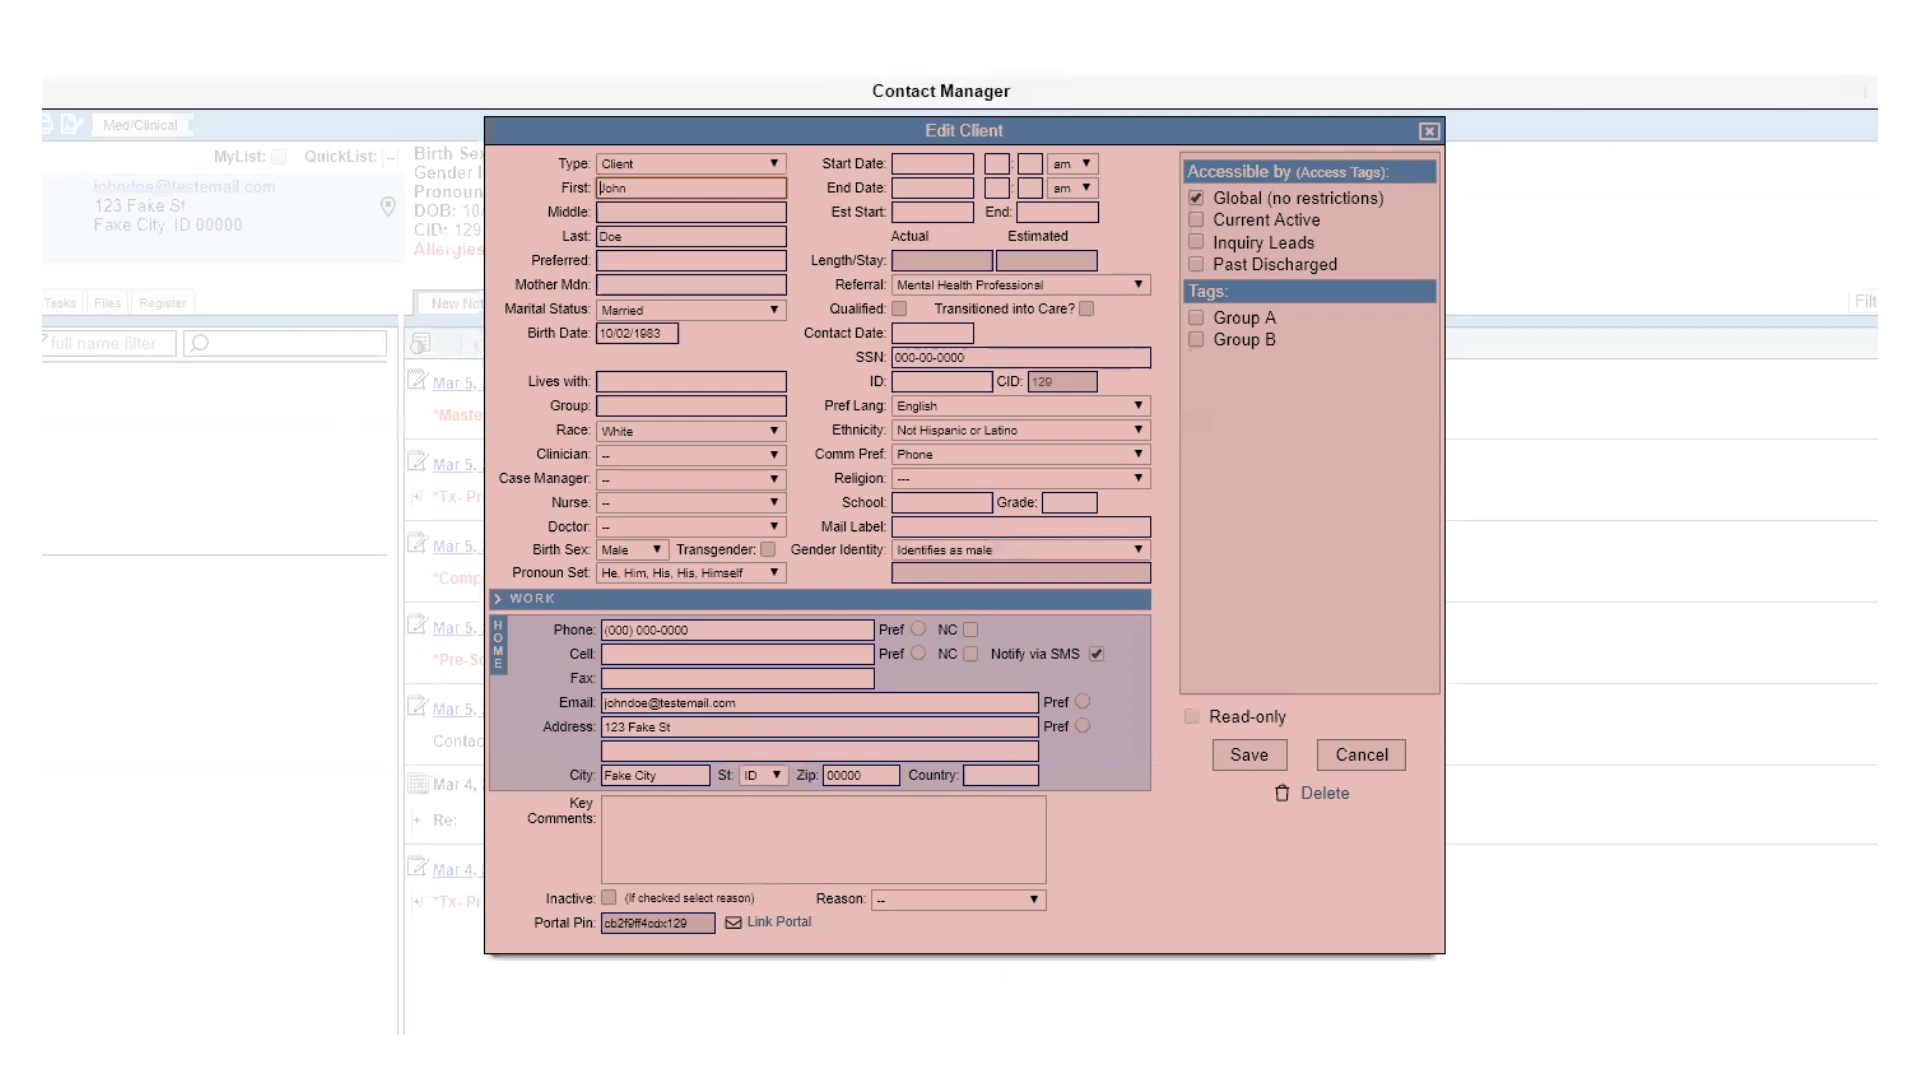 Contact Manager
Med/Clinical
MyList: QuickList: --
johndoe@testemail.com
123 Fake St
Fake City ID 00000
Birth Sex
Gender I
Pronoun
DOB: 10
CID: 129
Allergies
Tasks Files Register
New Not
Filt
full name filter
Mar 5,
*Maste
Mar 5,
*Tx- Pr
Mar 5,
*Comp
Mar 5,
*Pre-Sc
Mar 5,
Contac
Mar 4,
+ Re:
Mar 4,
*Tx- Pr
Edit Client
Type: Client
First: John
Middle:
Last: Doe
Preferred:
Mother Mdn:
Marital Status: Married
Birth Date: 10/02/1983
Lives with:
Group:
Race: White
Clinician: --
Case Manager: --
Nurse: --
Doctor: --
Birth Sex: Male Transgender:
Pronoun Set: He, Him, His, His, Himself
Start Date: : am
End Date: : am
Est Start: End:
Actual Estimated
Length/Stay:
Referral: Mental Health Professional
Qualified: Transitioned into Care?
Contact Date:
SSN: 000-00-0000
ID: CID: 129
Pref Lang: English
Ethnicity: Not Hispanic or Latino
Comm Pref: Phone
Religion: ---
School: Grade:
Mail Label:
Gender Identity: Identifies as male
WORK
HOME
Phone: (000) 000-0000 Pref NC
Cell: Pref NC Notify via SMS
Fax:
Email: johndoe@testemail.com Pref
Address: 123 Fake St Pref
City: Fake City St: ID Zip: 00000 Country:
Key
Comments:
Inactive: (If checked select reason) Reason: --
Portal Pin: cb2f9ff4cdx129 Link Portal
Accessible by (Access Tags):
Global (no restrictions)
Current Active
Inquiry Leads
Past Discharged
Tags:
Group A
Group B
Read-only
Save Cancel
Delete